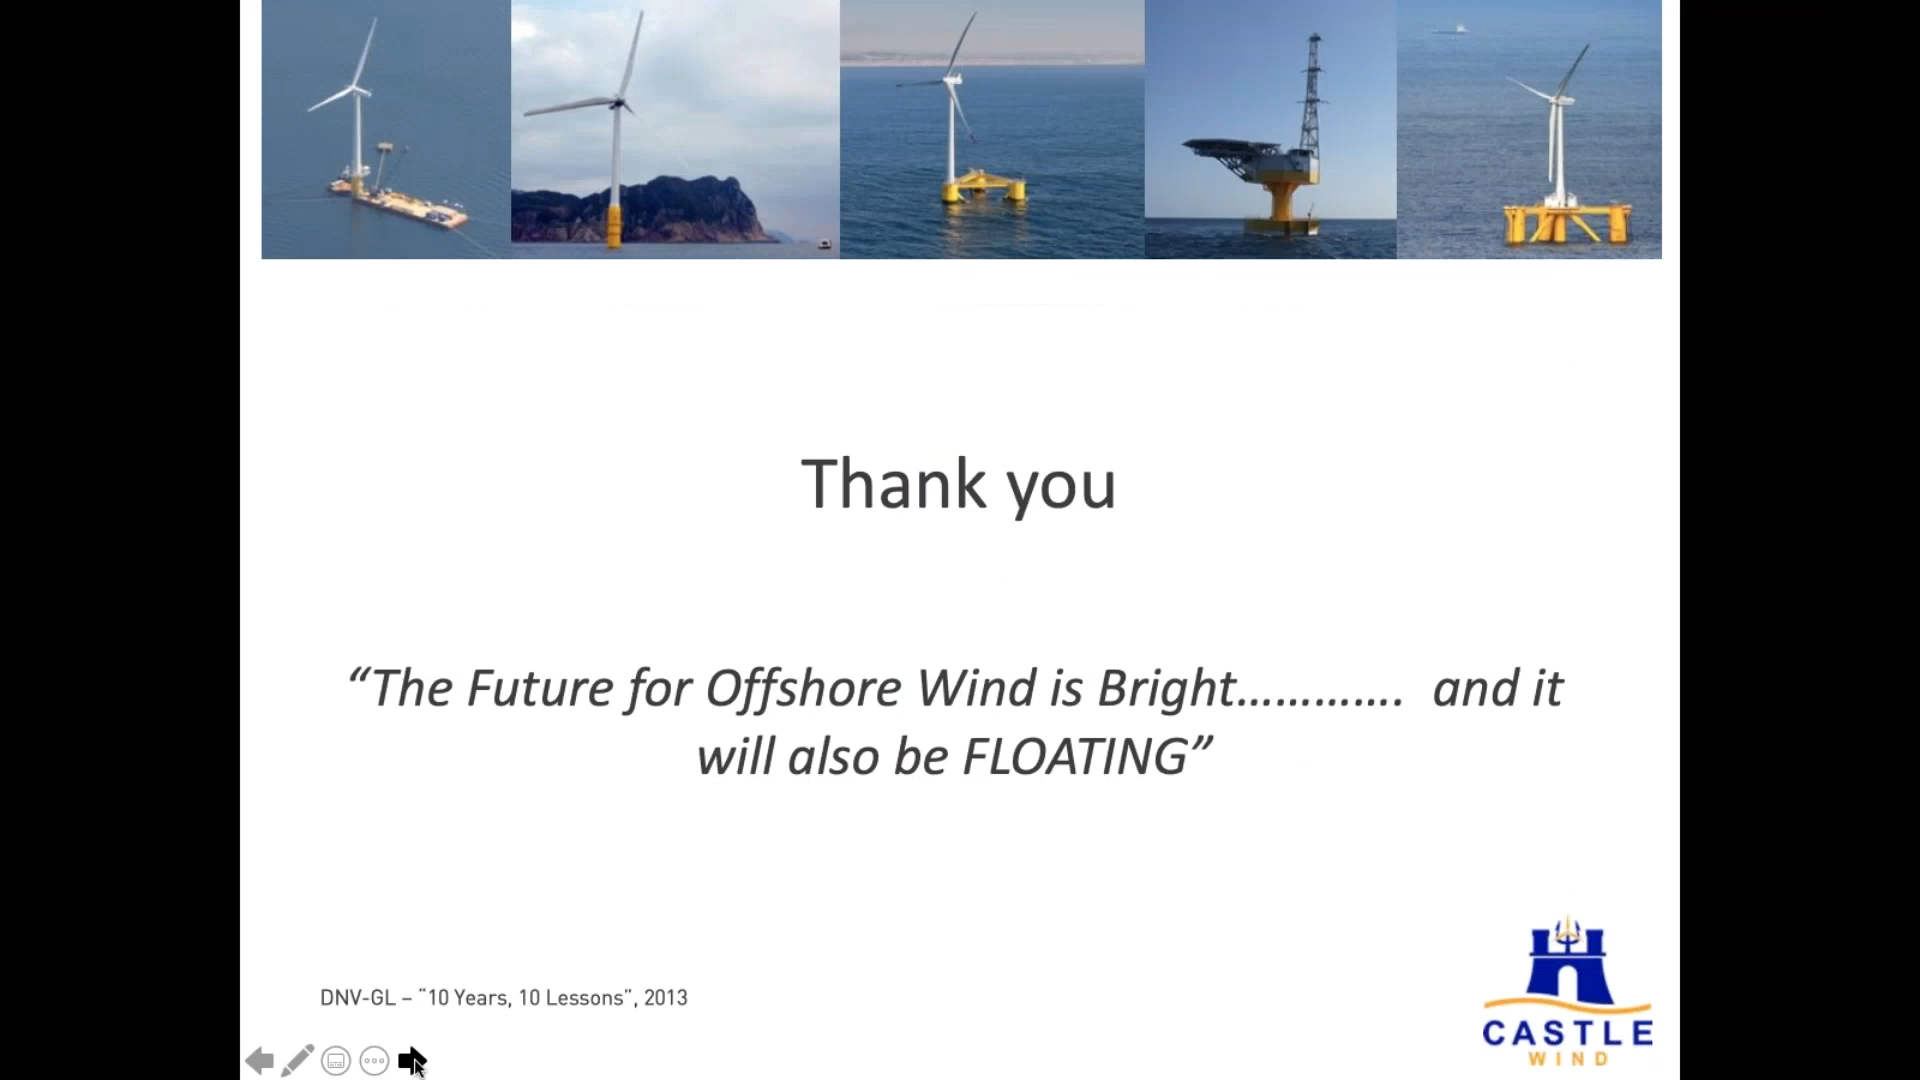 Thank you
“The Future for Offshore Wind is Bright…………. and it
will also be FLOATING”
DNV-GL – “10 Years, 10 Lessons”, 2013
CASTLE
WIND